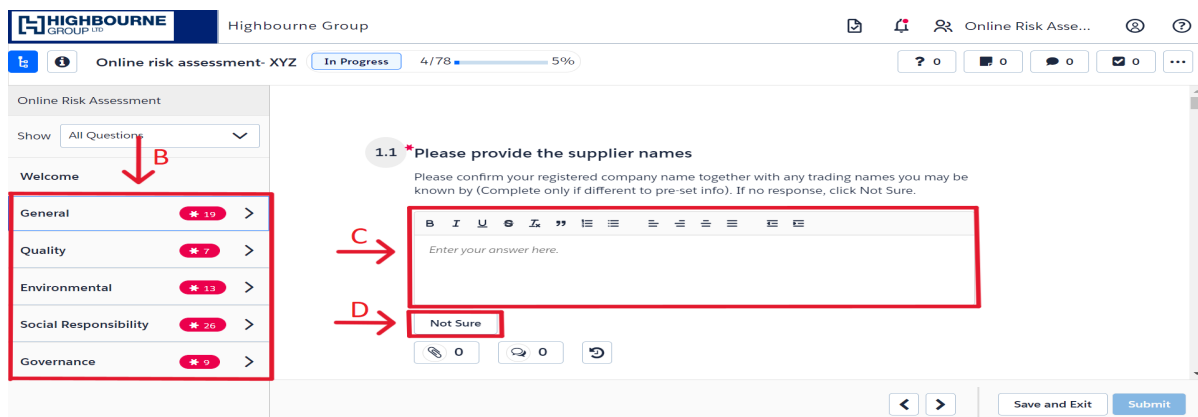 HIGHBOURNE
GROUP LTD
Highbourne Group
Online Risk Asse...
Online risk assessment- XYZ
In Progress
4/78
5%
? 0
0
0
0
Online Risk Assessment
Show
All Questions
B
Welcome
General
* 19
Quality
* 7
Environmental
* 13
Social Responsibility
* 26
Governance
* 9
1.1 *Please provide the supplier names
Please confirm your registered company name together with any trading names you may be
known by (Complete only if different to pre-set info). If no response, click Not Sure.
C
B I U S Tx
Enter your answer here.
D
Not Sure
0
0
Save and Exit
Submit